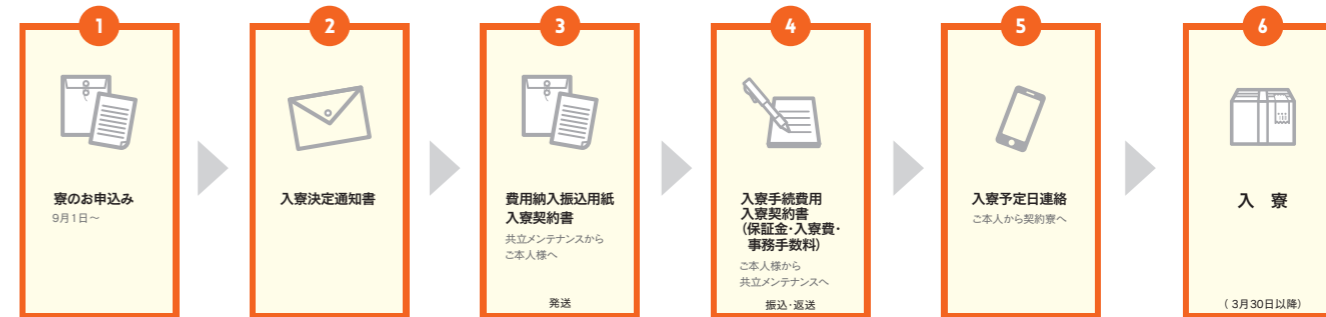 1
寮のお申込み
9月1日～
2
入寮決定通知書
3
費用納入振込用紙
入寮契約書
共立メンテナンスから
ご本人様へ
発送
4
入寮手続費用
入寮契約書
(保証金・入寮費・
事務手数料)
ご本人様から
共立メンテナンスへ
振込・返送
5
入寮予定日連絡
ご本人から契約寮へ
6
入 寮
( 3月30日以降)